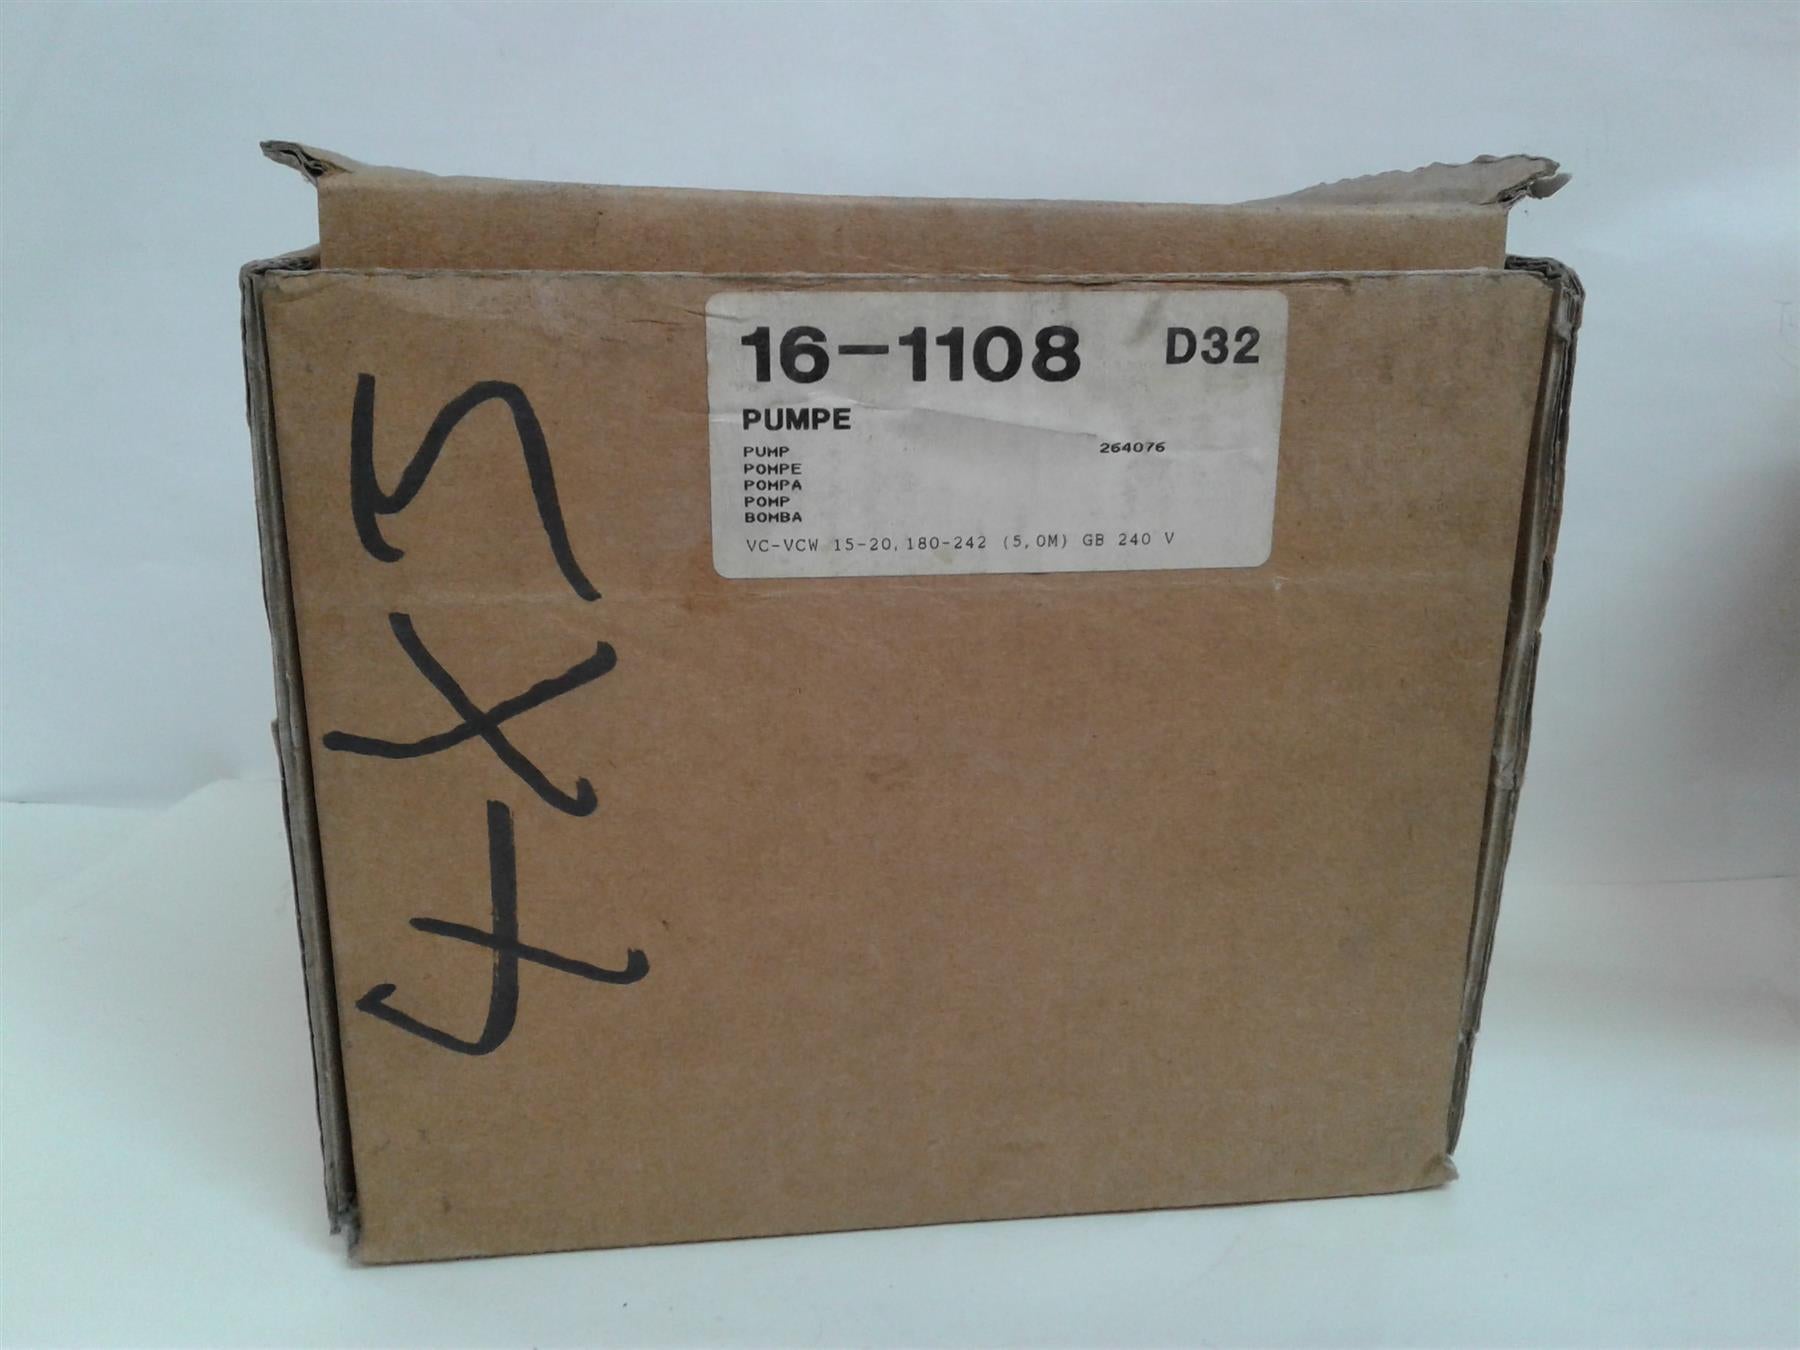 16-1108 D32
PUMPE
PUMP 264076
POMPE
POMPA
POMP
BOMBA
VC-VCW 15-20,180-242 (5,0M) GB 240 V
4X5